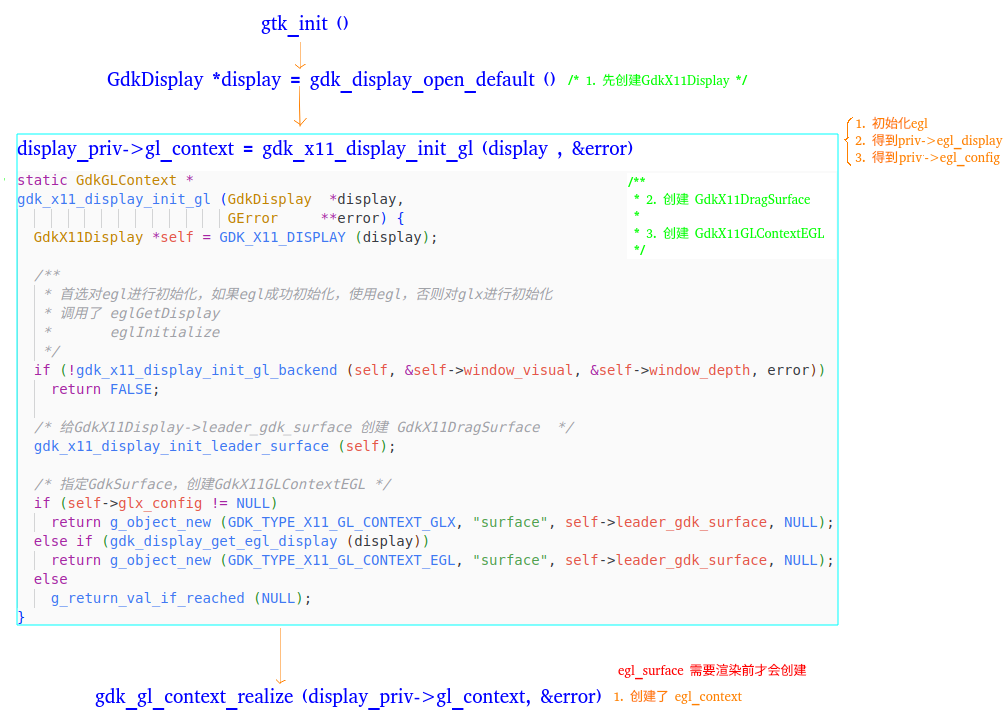 gtk_init ()
GdkDisplay *display = gdk_display_open_default () /* 1. 先创建GdkX11Display */
1. 初始化egl
2. 得到priv->egl_display
3. 得到priv->egl_config
display_priv->gl_context = gdk_x11_display_init_gl (display , &error)
static GdkGLContext *
gdk_x11_display_init_gl (GdkDisplay  *display,
GError     **error) {
GdkX11Display *self = GDK_X11_DISPLAY (display);
/**
* 2. 创建 GdkX11DragSurface
*
* 3. 创建 GdkX11GLContextEGL
*/
/**
* 首选对egl进行初始化，如果egl成功初始化，使用egl，否则对glx进行初始化
* 调用了 eglGetDisplay
*       eglInitialize
*/
if (!gdk_x11_display_init_gl_backend (self, &self->window_visual, &self->window_depth, error))
return FALSE;
/* 给GdkX11Display->leader_gdk_surface 创建 GdkX11DragSurface  */
gdk_x11_display_init_leader_surface (self);
/* 指定GdkSurface，创建GdkX11GLContextEGL */
if (self->glx_config != NULL)
return g_object_new (GDK_TYPE_X11_GL_CONTEXT_GLX, "surface", self->leader_gdk_surface, NULL);
else if (gdk_display_get_egl_display (display))
return g_object_new (GDK_TYPE_X11_GL_CONTEXT_EGL, "surface", self->leader_gdk_surface, NULL);
else
g_return_val_if_reached (NULL);
}
egl_surface 需要渲染前才会创建
gdk_gl_context_realize (display_priv->gl_context, &error) 1. 创建了 egl_context